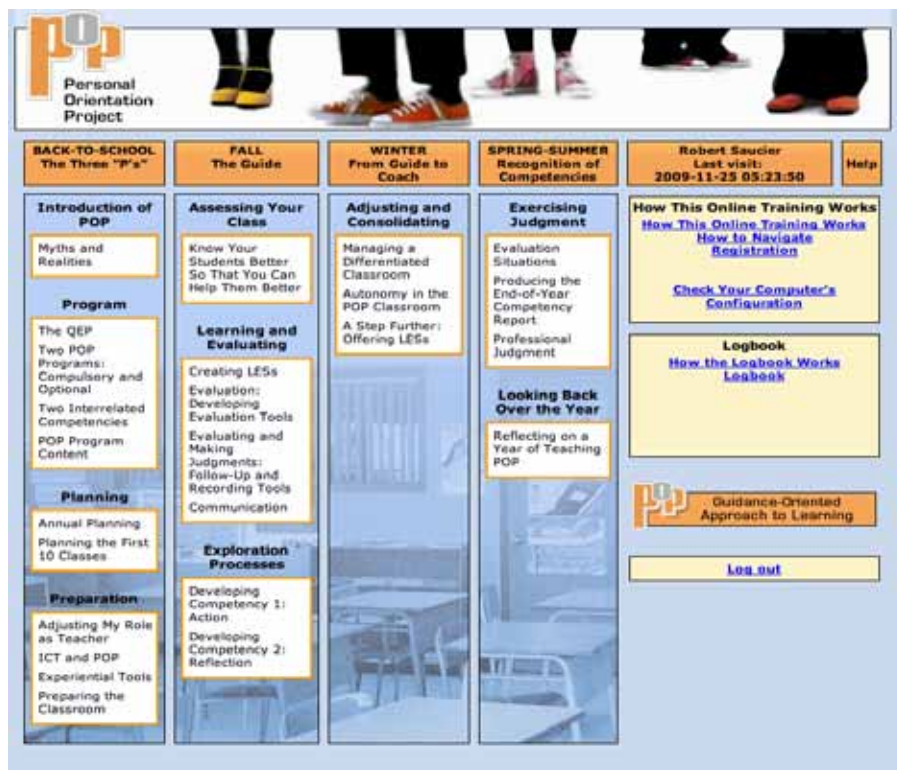 pop
Personal
Orientation
Project
BACK-TO-SCHOOL
The Three "P's"
FALL
The Guide
WINTER
From Guide to
Coach
SPRING-SUMMER
Recognition of
Competencies
Robert Saucier
Last visit:
2009-11-25 05:23:50
Help
Introduction of
POP
Myths and
Realities
Program
The QEP
Two POP
Programs:
Compulsory and
Optional
Two Interrelated
Competencies
POP Program
Content
Planning
Annual Planning
Planning the First
10 Classes
Preparation
Adjusting My Role
as Teacher
ICT and POP
Experiential Tools
Preparing the
Classroom
Assessing Your
Class
Know Your
Students Better
So That You Can
Help Them Better
Learning and
Evaluating
Creating LESs
Evaluation:
Developing
Evaluation Tools
Evaluating and
Making
Judgments:
Follow-Up and
Recording Tools
Communication
Exploration
Processes
Developing
Competency 1:
Action
Developing
Competency 2:
Reflection
Adjusting and
Consolidating
Managing a
Differentiated
Classroom
Autonomy in the
POP Classroom
A Step Further:
Offering LESs
Exercising
Judgment
Evaluation
Situations
Producing the
End-of-Year
Competency
Report
Professional
Judgment
Looking Back
Over the Year
Reflecting on a
Year of Teaching
POP
How This Online Training Works
How This Online Training Works
How to Navigate
Registration
Check Your Computer's
Configuration
Logbook
How the Logbook Works
Logbook
pop
Guidance-Oriented
Approach to Learning
Log out